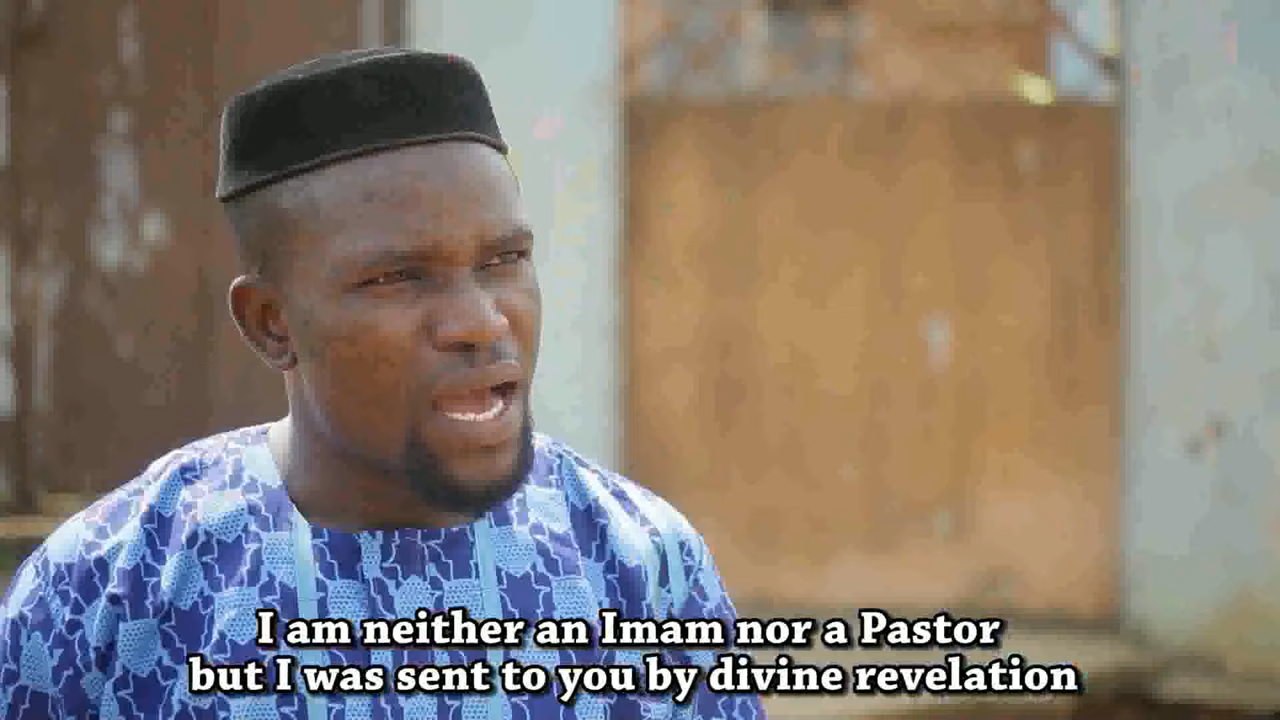 I am neither an Imam nor a Pastor
but I was sent to you by divine revelation